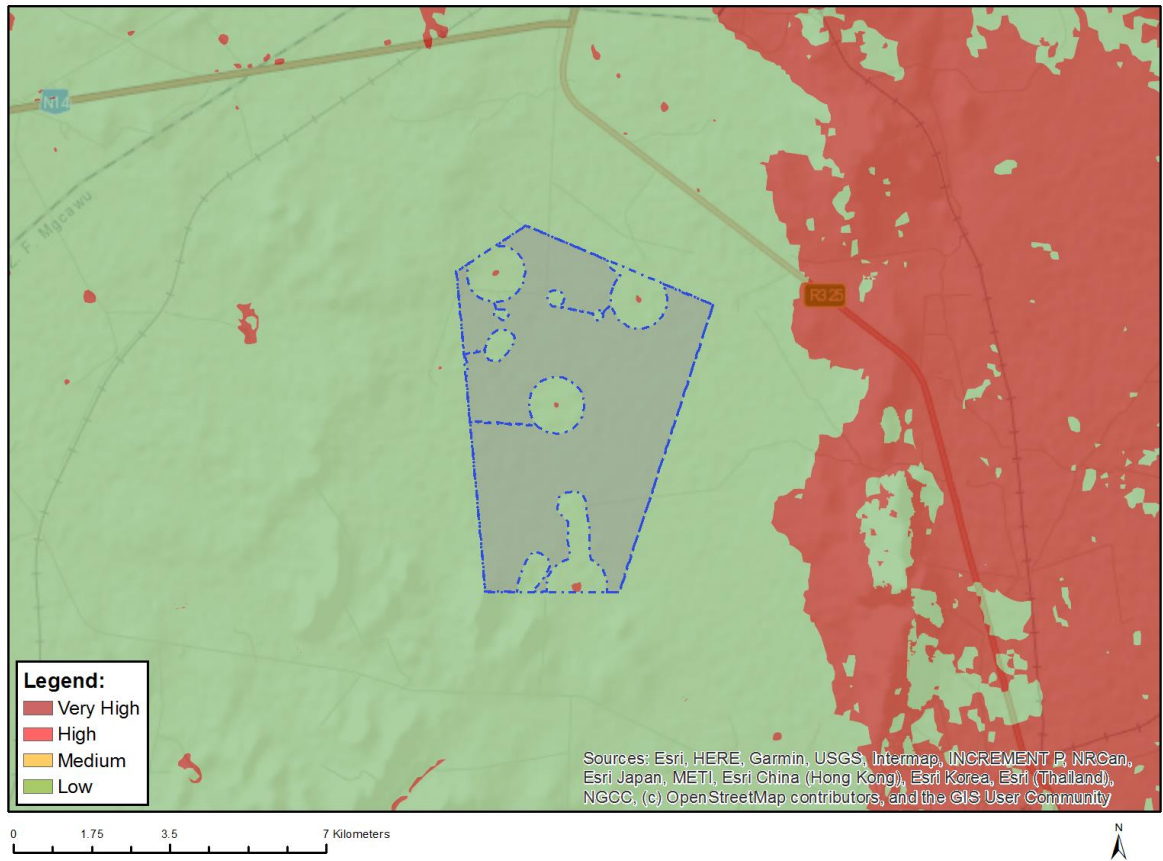 N14
F. Mgcawu
R325
Legend:
Very High
High
Medium
Low
Sources: Esri, HERE, Garmin, USGS, Intermap, INCREMENT P, NRCan,
Esri Japan, METI, Esri China (Hong Kong), Esri Korea, Esri (Thailand),
NGCC, (c) OpenStreetMap contributors, and the GIS User Community
0 1.75 3.5 7 Kilometers
N